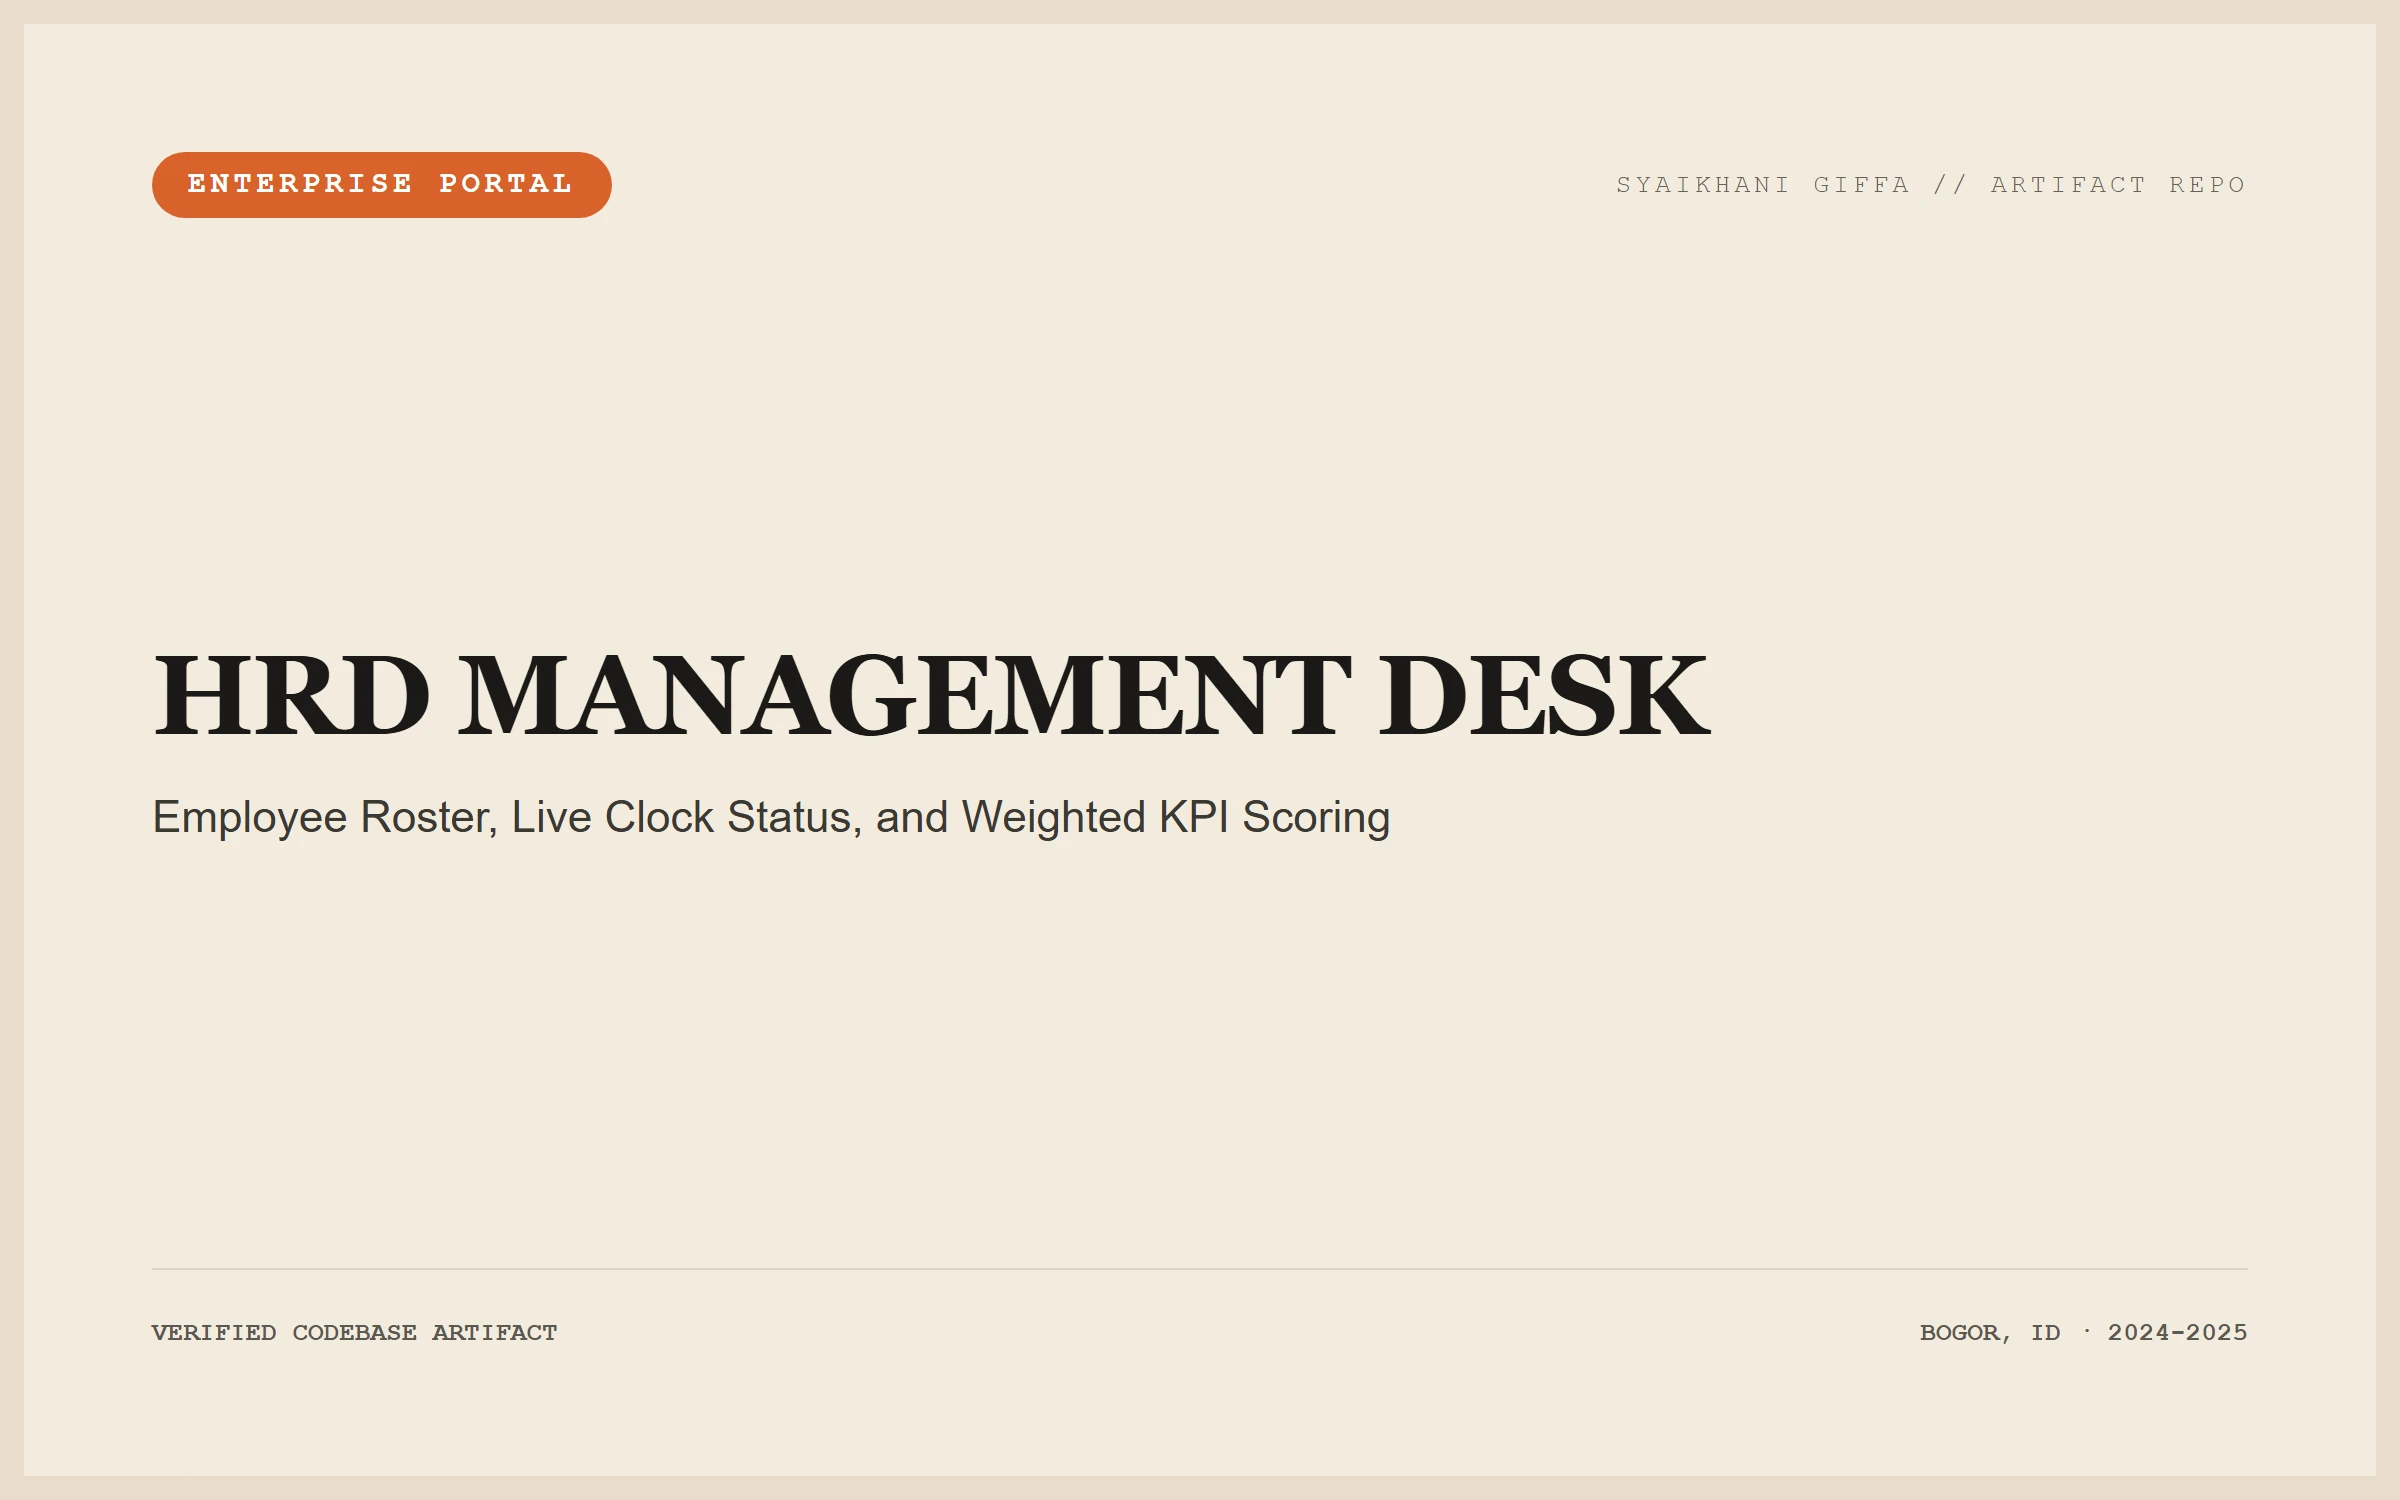 ENTERPRISE PORTAL
SYAIKHANI GIFFA // ARTIFACT REPO
HRD MANAGEMENT DESK
Employee Roster, Live Clock Status, and Weighted KPI Scoring
VERIFIED CODEBASE ARTIFACT
BOGOR, ID · 2024–2025